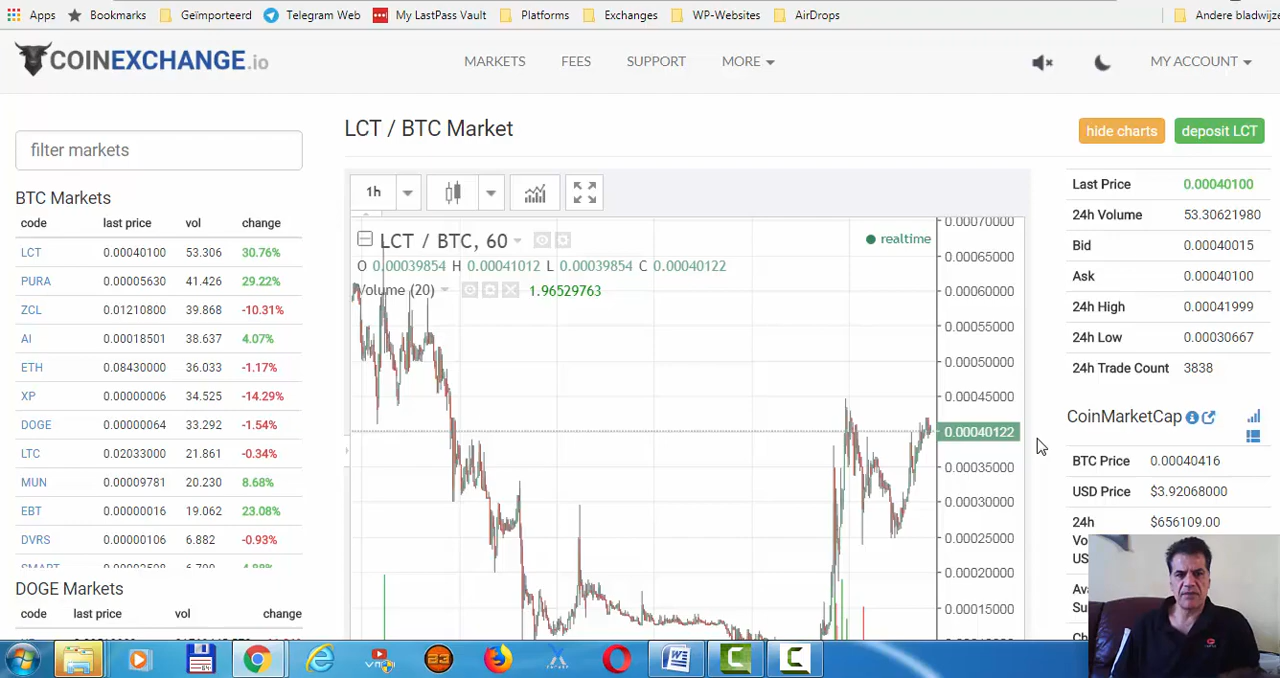 Apps Bookmarks Geïmporteerd Telegram Web My LastPass Vault Platforms Exchanges WP-Websites AirDrops Andere bladwijze
COINEXCHANGE.io MARKETS FEES SUPPORT MORE MY ACCOUNT
filter markets
BTC Markets
code last price vol change
LCT 0.00040100 53.306 30.76%
PURA 0.00005630 41.426 29.22%
ZCL 0.01210800 39.868 -10.31%
AI 0.00018501 38.637 4.07%
ETH 0.08430000 36.033 -1.17%
XP 0.00000006 34.525 -14.29%
DOGE 0.00000064 33.292 -1.54%
LTC 0.02033000 21.861 -0.34%
MUN 0.00009781 20.230 8.68%
EBT 0.00000016 19.062 23.08%
DVRS 0.00000106 6.882 -0.93%
DOGE Markets
code last price vol change
LCT / BTC Market
hide charts deposit LCT
1h
LCT / BTC, 60
realtime
O 0.00039854 H 0.00041012 L 0.00039854 C 0.00040122
Volume (20) 1.96529763
0.00070000
0.00065000
0.00060000
0.00055000
0.00050000
0.00045000
0.00040122
0.00035000
0.00030000
0.00025000
0.00020000
0.00015000
Last Price 0.00040100
24h Volume 53.30621980
Bid 0.00040015
Ask 0.00040100
24h High 0.00041999
24h Low 0.00030667
24h Trade Count 3838
CoinMarketCap
BTC Price 0.00040416
USD Price $3.92068000
24h $656109.00
Vo
US
Ava
Su